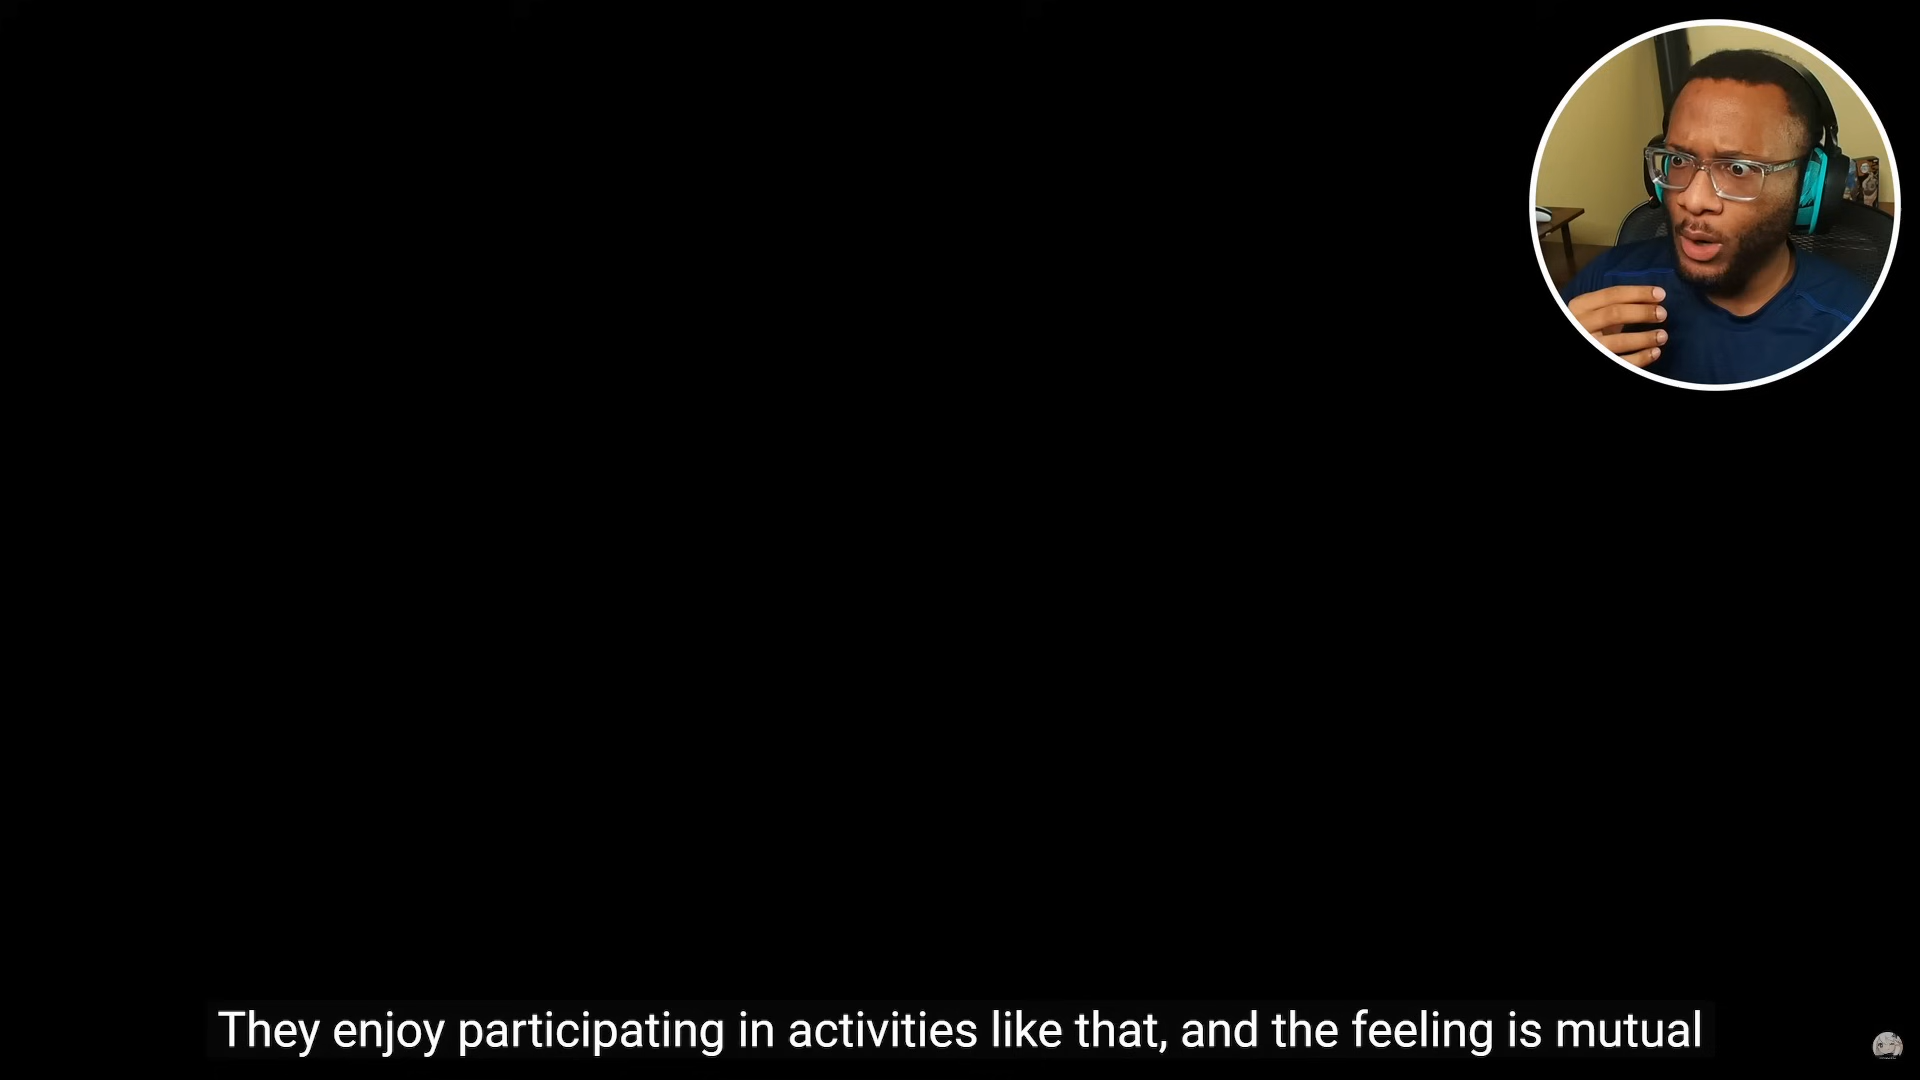 They enjoy participating in activities like that, and the feeling is mutual